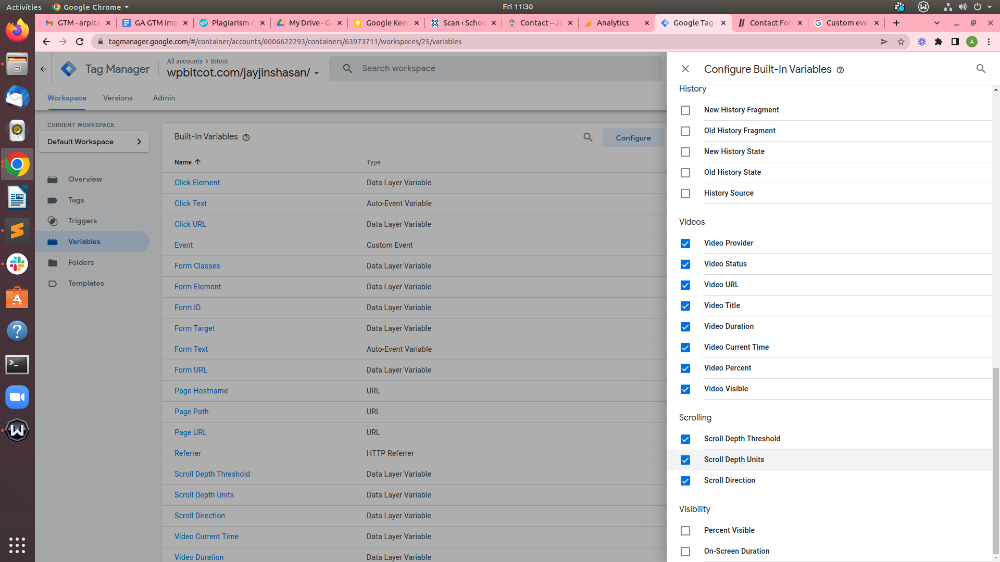 Activities
Google Chrome
Fri 11:30
GTM - arpita
GA GTM imp
Plagiarism C
My Drive - Go
Google Keep
Scan ‹ Schoo
Contact – Ja
Analytics
Google Tag
Contact For
Custom eve
tagmanager.google.com/#/container/accounts/6006622293/containers/63973711/workspaces/25/variables
A
Tag Manager
All accounts > Bitcot
wpbitcot.com/jayjinshasan/
Search workspace
Workspace
Versions
Admin
CURRENT WORKSPACE
Default Workspace
Overview
Tags
Triggers
Variables
Folders
Templates
Built-In Variables
Configure
Name
Type
Click Element
Data Layer Variable
Click Text
Auto-Event Variable
Click URL
Data Layer Variable
Event
Custom Event
Form Classes
Data Layer Variable
Form Element
Data Layer Variable
Form ID
Data Layer Variable
Form Target
Data Layer Variable
Form Text
Auto-Event Variable
Form URL
Data Layer Variable
Page Hostname
URL
Page Path
URL
Page URL
URL
Referrer
HTTP Referrer
Scroll Depth Threshold
Data Layer Variable
Scroll Depth Units
Data Layer Variable
Scroll Direction
Data Layer Variable
Video Current Time
Data Layer Variable
Video Duration
Data Layer Variable
Configure Built-In Variables
History
New History Fragment
Old History Fragment
New History State
Old History State
History Source
Videos
Video Provider
Video Status
Video URL
Video Title
Video Duration
Video Current Time
Video Percent
Video Visible
Scrolling
Scroll Depth Threshold
Scroll Depth Units
Scroll Direction
Visibility
Percent Visible
On-Screen Duration